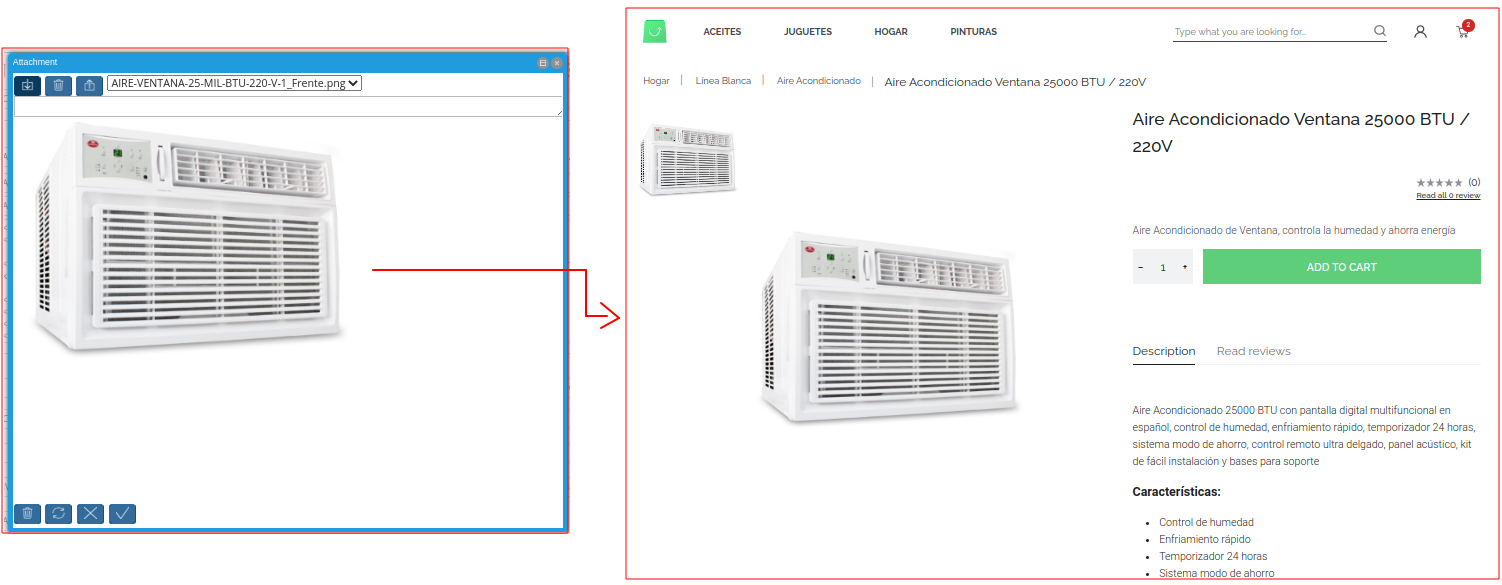 Attachment
AIRE-VENTANA-25-MIL-BTU-220-V-1_Frente.png
ACEITES
JUGUETES
HOGAR
PINTURAS
Type what you are looking for...
2
Hogar | Línea Blanca | Aire Acondicionado | Aire Acondicionado Ventana 25000 BTU / 220V
Aire Acondicionado Ventana 25000 BTU /
220V
★★★★★ (0)
Read all 0 review
Aire Acondicionado de Ventana, controla la humedad y ahorra energía
- 1 +
ADD TO CART
Description
Read reviews
Aire Acondicionado 25000 BTU con pantalla digital multifuncional en
español, control de humedad, enfriamiento rápido, temporizador 24 horas,
sistema modo de ahorro, control remoto ultra delgado, panel acústico, kit
de fácil instalación y bases para soporte
Características:
• Control de humedad
• Enfriamiento rápido
• Temporizador 24 horas
• Sistema modo de ahorro